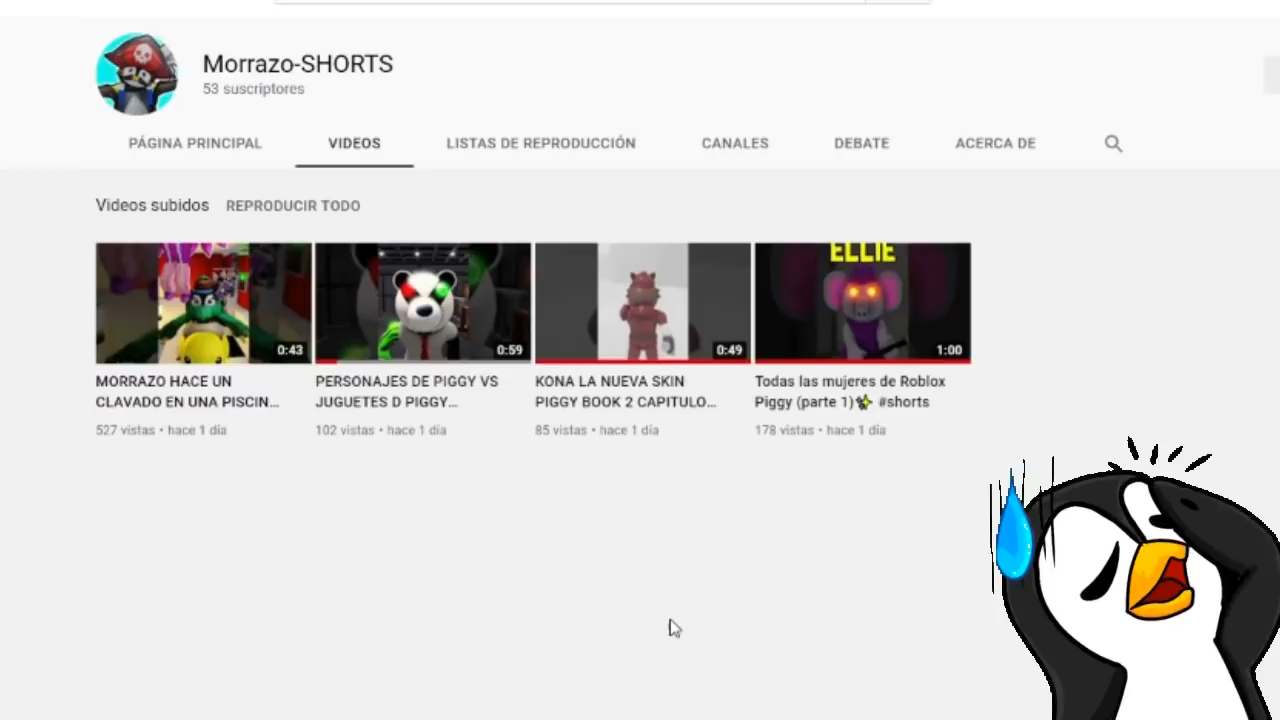 Morrazo-SHORTS
53 suscriptores
PÁGINA PRINCIPAL VIDEOS LISTAS DE REPRODUCCIÓN CANALES DEBATE ACERCA DE
Videos subidos REPRODUCIR TODO
ELLIE
0:43 0:59 0:49 1:00
MORRAZO HACE UN
CLAVADO EN UNA PISCIN...
527 vistas • hace 1 día
PERSONAJES DE PIGGY VS
JUGUETES D PIGGY...
102 vistas • hace 1 día
KONA LA NUEVA SKIN
PIGGY BOOK 2 CAPITULO...
85 vistas • hace 1 día
Todas las mujeres de Roblox
Piggy (parte 1)✨ #shorts
178 vistas • hace 1 día